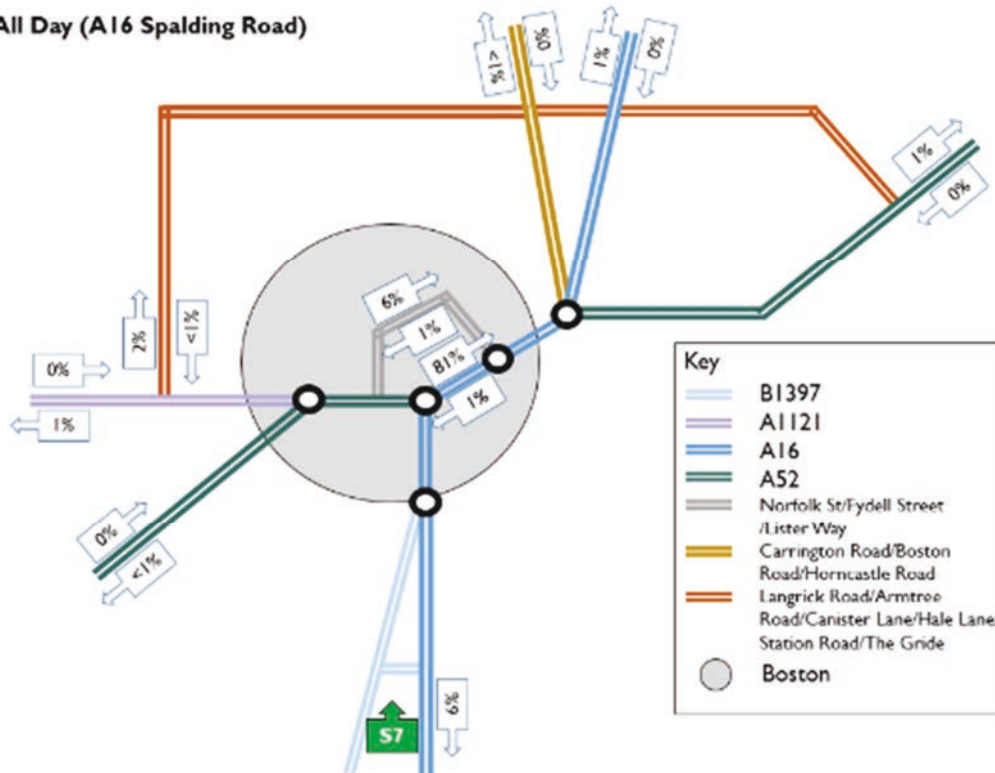 All Day (A16 Spalding Road)
<1%
0%
1%
0%
1%
0%
6%
1%
81%
1%
2%
<1%
0%
1%
0%
<1%
S7
6%
Key
B1397
A1121
A16
A52
Norfolk St/Fydell Street
/Lister Way
Carrington Road/Boston
Road/Horncastle Road
Langrick Road/Armtree
Road/Canister Lane/Hale Lane
Station Road/The Gride
Boston